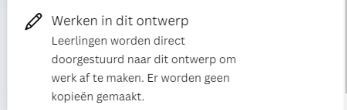 Werken in dit ontwerp
Leerlingen worden direct
doorgestuurd naar dit ontwerp om
werk af te maken. Er worden geen
kopieën gemaakt.